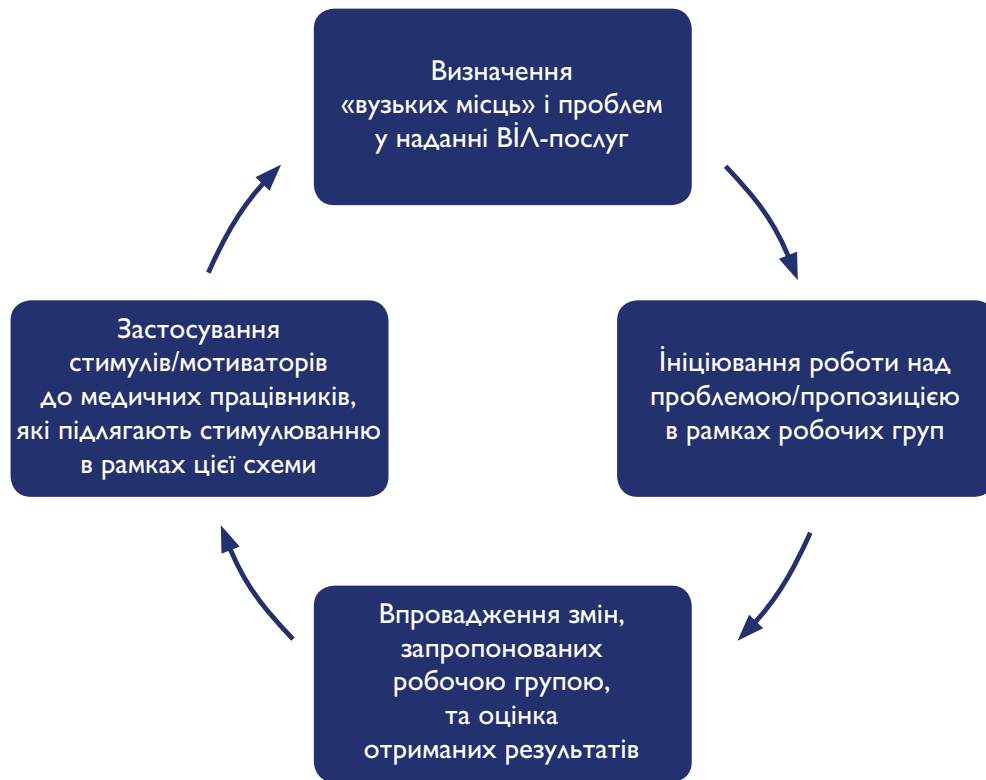 Визначення
«вузьких місць» і проблем
у наданні ВІЛ-послуг
Ініціювання роботи над
проблемою/пропозицією
в рамках робочих груп
Впровадження змін,
запропонованих
робочою групою,
та оцінка
отриманих результатів
Застосування
стимулів/мотиваторів
до медичних працівників,
які підлягають стимулюванню
в рамках цієї схеми